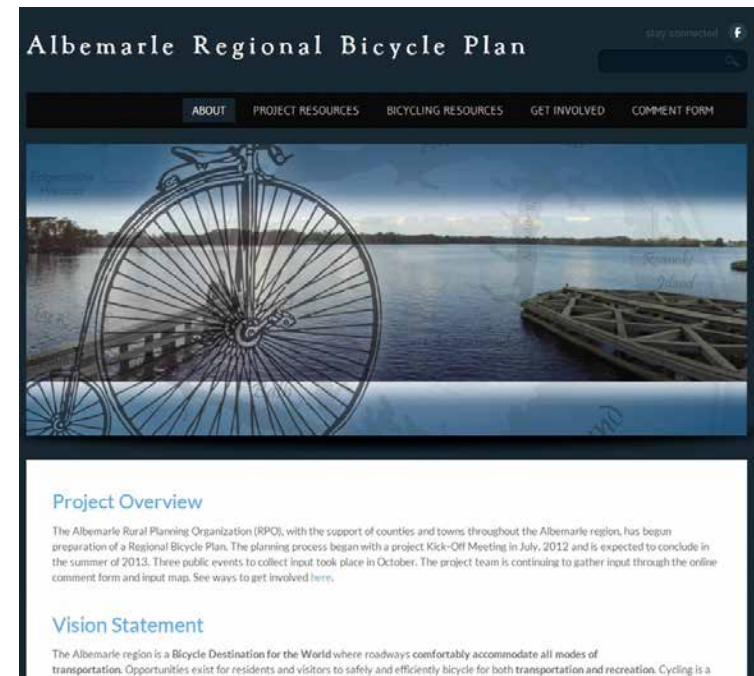 Albemarle Regional Bicycle Plan
stay connected f
ABOUT PROJECT RESOURCES BICYCLING RESOURCES GET INVOLVED COMMENT FORM
Roanoke
Island
Project Overview
The Albemarle Rural Planning Organization (RPO), with the support of counties and towns throughout the Albemarle region, has begun
preparation of a Regional Bicycle Plan. The planning process began with a project Kick-Off Meeting in July, 2012 and is expected to conclude in
the summer of 2013. Three public events to collect input took place in October. The project team is continuing to gather input through the online
comment form and input map. See ways to get involved here.
Vision Statement
The Albemarle region is a Bicycle Destination for the World where roadways comfortably accommodate all modes of
transportation. Opportunities exist for residents and visitors to safely and efficiently bicycle for both transportation and recreation. Cycling is a